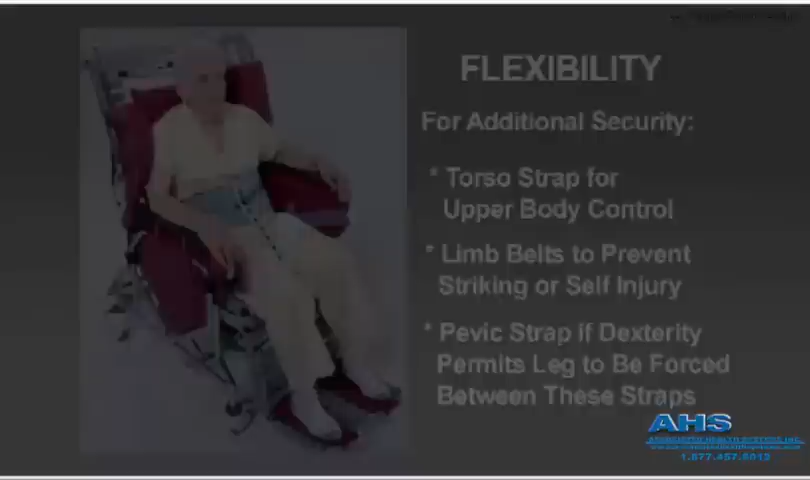 FLEXIBILITY
For Additional Security:
* Torso Strap for
Upper Body Control
* Limb Belts to Prevent
Striking or Self Injury
* Pevic Strap if Dexterity
Permits Leg to Be Forced
Between These Straps
AHS
1.877.457.5012